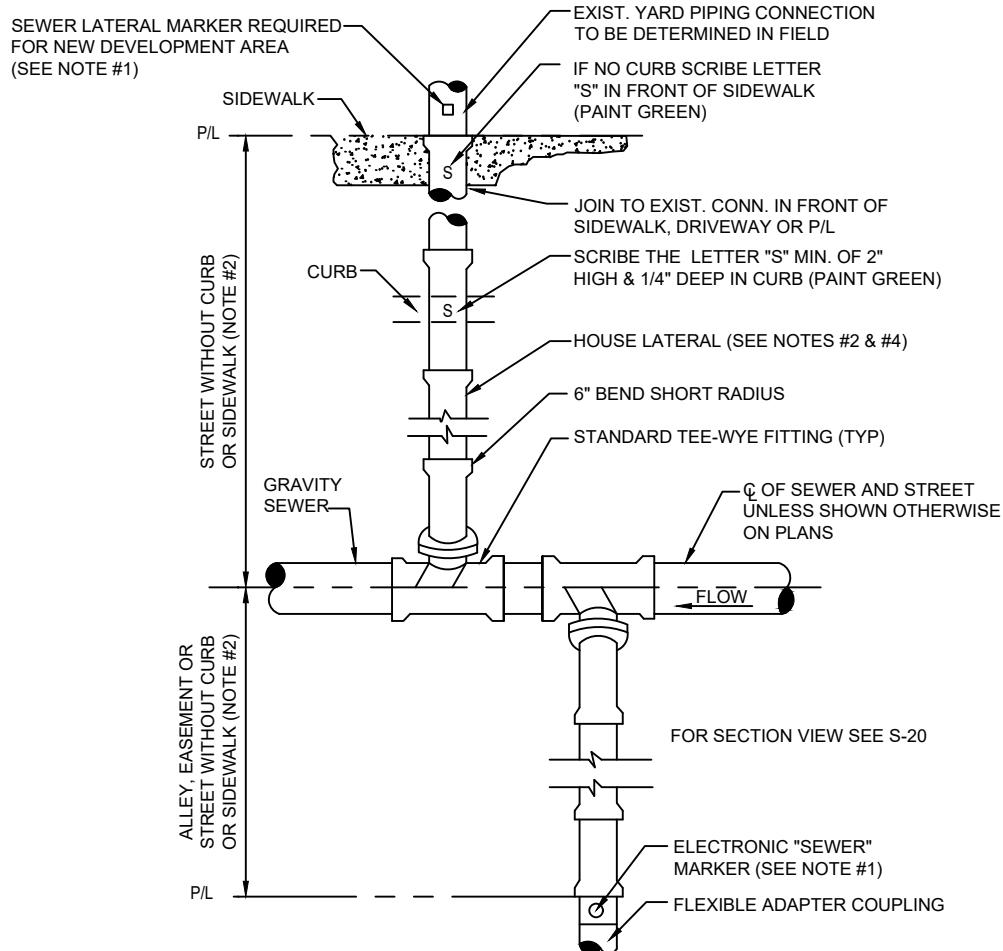 SEWER LATERAL MARKER REQUIRED
FOR NEW DEVELOPMENT AREA
(SEE NOTE #1)
EXIST. YARD PIPING CONNECTION
TO BE DETERMINED IN FIELD
IF NO CURB SCRIBE LETTER
"S" IN FRONT OF SIDEWALK
(PAINT GREEN)
SIDEWALK
P/L
S
JOIN TO EXIST. CONN. IN FRONT OF
SIDEWALK, DRIVEWAY OR P/L
SCRIBE THE LETTER "S" MIN. OF 2"
HIGH & 1/4" DEEP IN CURB (PAINT GREEN)
CURB
S
HOUSE LATERAL (SEE NOTES #2 & #4)
6" BEND SHORT RADIUS
STANDARD TEE-WYE FITTING (TYP)
STREET WITHOUT CURB
OR SIDEWALK (NOTE #2)
GRAVITY
SEWER
℄ OF SEWER AND STREET
UNLESS SHOWN OTHERWISE
ON PLANS
FLOW
ALLEY, EASEMENT OR
STREET WITHOUT CURB
OR SIDEWALK (NOTE #2)
FOR SECTION VIEW SEE S-20
ELECTRONIC "SEWER"
MARKER (SEE NOTE #1)
P/L
FLEXIBLE ADAPTER COUPLING